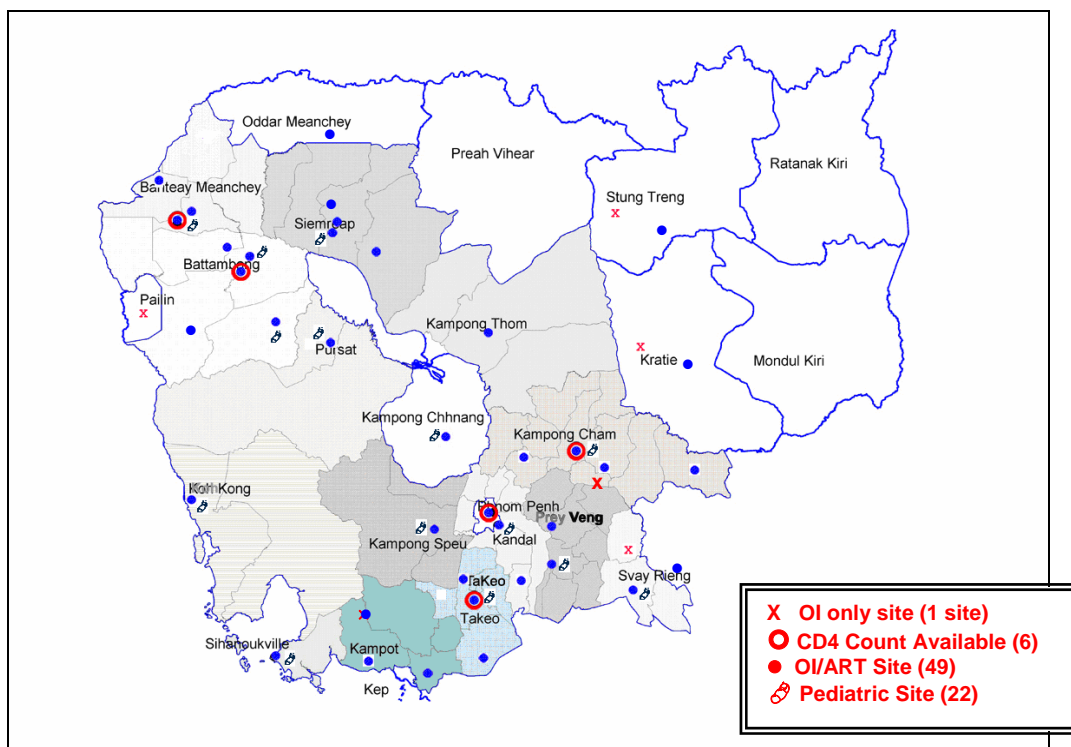 Oddar Meanchey
Preah Vihear
Ratanak Kiri
Banteay Meanchey
Stung Treng
x
Siemreap
Battambong
Pailin
x
Kampong Thom
Pursat
x
Kratie
Mondul Kiri
Kampong Chhnang
Kampong Cham
x
Koh Kong
Phnom Penh
Prey Veng
Kampong Speu
Kandal
x
TaKeo
Svay Rieng
Takeo
Sihanoukville
Kampot
Kep
X OI only site (1 site)
CD4 Count Available (6)
OI/ART Site (49)
Pediatric Site (22)